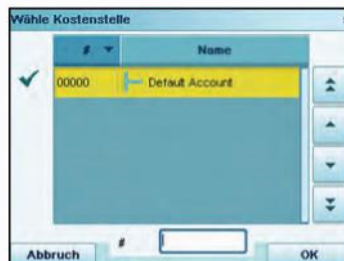 Wähle Kostenstelle
# Name
00000 Default Account
#
Abbruch OK